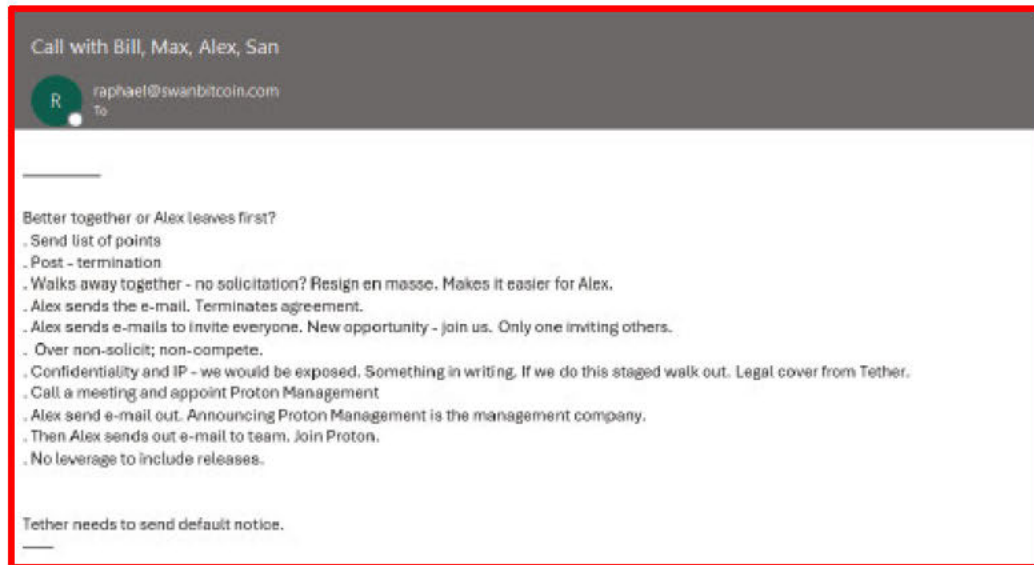 Call with Bill, Max, Alex, San
R
raphael@swanbitcoin.com
To
Better together or Alex leaves first?
. Send list of points
. Post - termination
. Walks away together - no solicitation? Resign en masse. Makes it easier for Alex.
. Alex sends the e-mail. Terminates agreement.
. Alex sends e-mails to invite everyone. New opportunity - join us. Only one inviting others.
. Over non-solicit; non-compete.
. Confidentiality and IP - we would be exposed. Something in writing. If we do this staged walk out. Legal cover from Tether.
. Call a meeting and appoint Proton Management
. Alex send e-mail out. Announcing Proton Management is the management company.
. Then Alex sends out e-mail to team. Join Proton.
. No leverage to include releases.
Tether needs to send default notice.